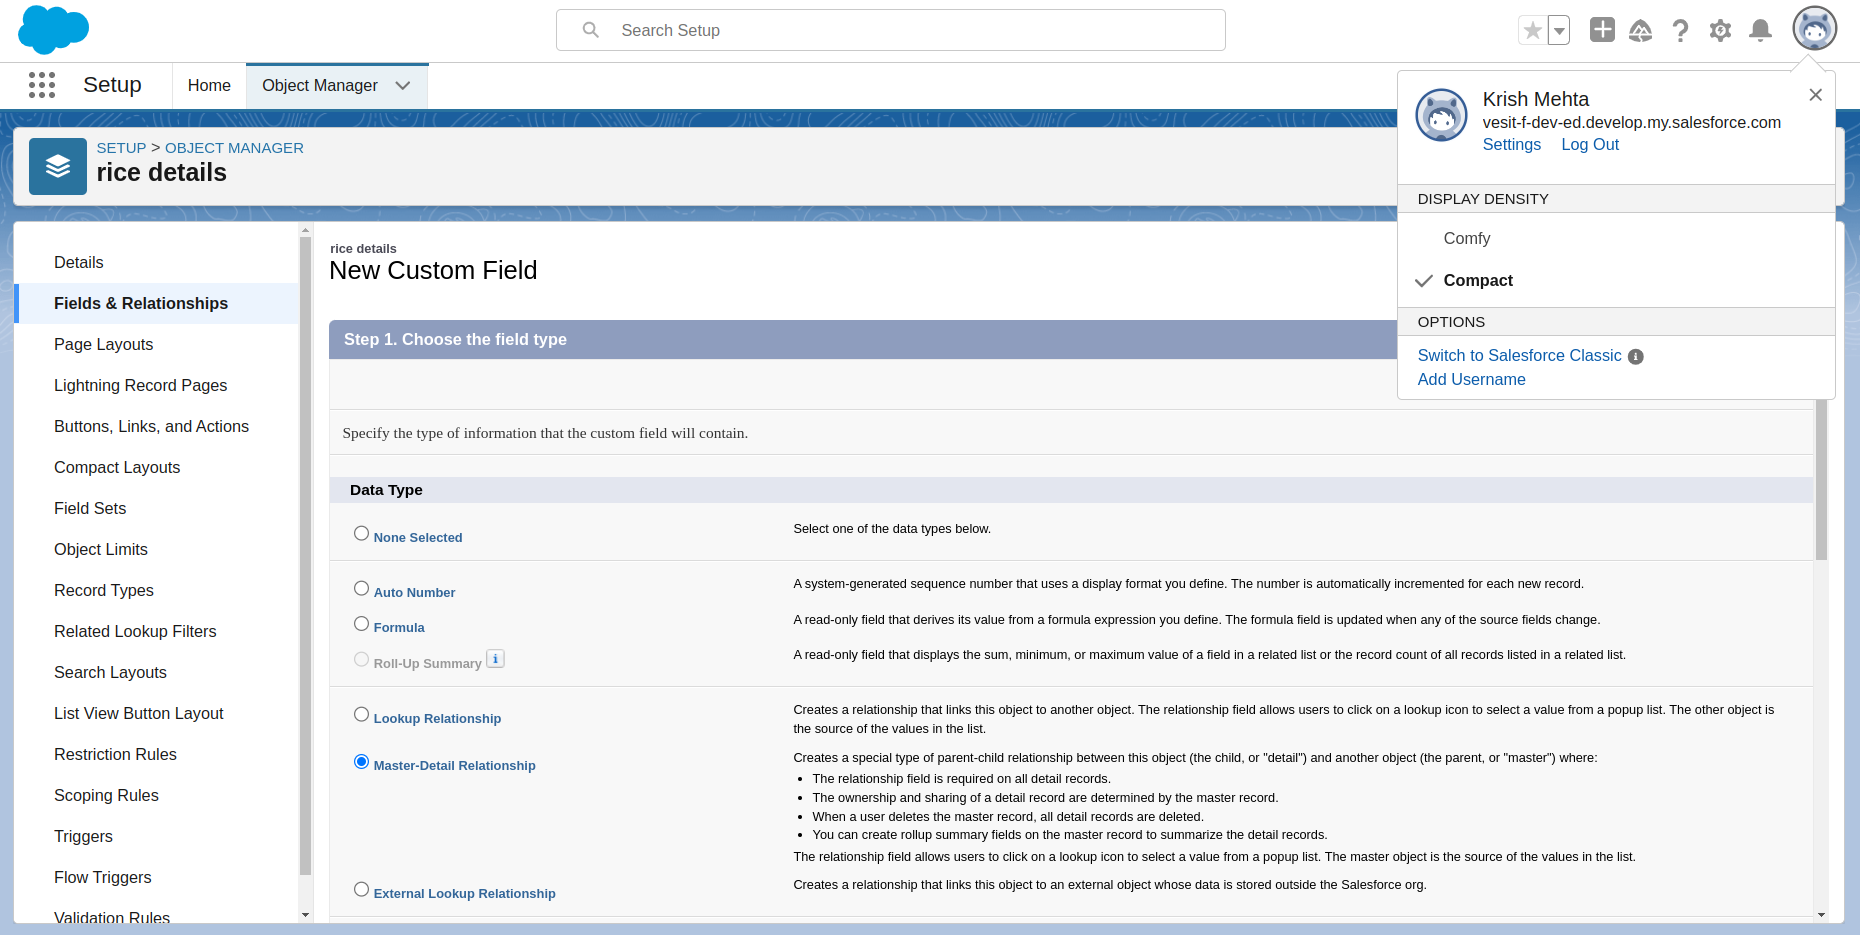 Search Setup
Setup
Home
Object Manager
Krish Mehta
vesit-f-dev-ed.develop.my.salesforce.com
Settings Log Out
DISPLAY DENSITY
Comfy
Compact
OPTIONS
Switch to Salesforce Classic
Add Username
SETUP > OBJECT MANAGER
rice details
Details
Fields & Relationships
Page Layouts
Lightning Record Pages
Buttons, Links, and Actions
Compact Layouts
Field Sets
Object Limits
Record Types
Related Lookup Filters
Search Layouts
List View Button Layout
Restriction Rules
Scoping Rules
Triggers
Flow Triggers
Validation Rules
rice details
New Custom Field
Step 1. Choose the field type
Specify the type of information that the custom field will contain.
Data Type
None Selected
Select one of the data types below.
Auto Number
A system-generated sequence number that uses a display format you define. The number is automatically incremented for each new record.
Formula
A read-only field that derives its value from a formula expression you define. The formula field is updated when any of the source fields change.
Roll-Up Summary
A read-only field that displays the sum, minimum, or maximum value of a field in a related list or the record count of all records listed in a related list.
Lookup Relationship
Creates a relationship that links this object to another object. The relationship field allows users to click on a lookup icon to select a value from a popup list. The other object is
the source of the values in the list.
Master-Detail Relationship
Creates a special type of parent-child relationship between this object (the child, or "detail") and another object (the parent, or "master") where:
• The relationship field is required on all detail records.
• The ownership and sharing of a detail record are determined by the master record.
• When a user deletes the master record, all detail records are deleted.
• You can create rollup summary fields on the master record to summarize the detail records.
The relationship field allows users to click on a lookup icon to select a value from a popup list. The master object is the source of the values in the list.
External Lookup Relationship
Creates a relationship that links this object to an external object whose data is stored outside the Salesforce org.